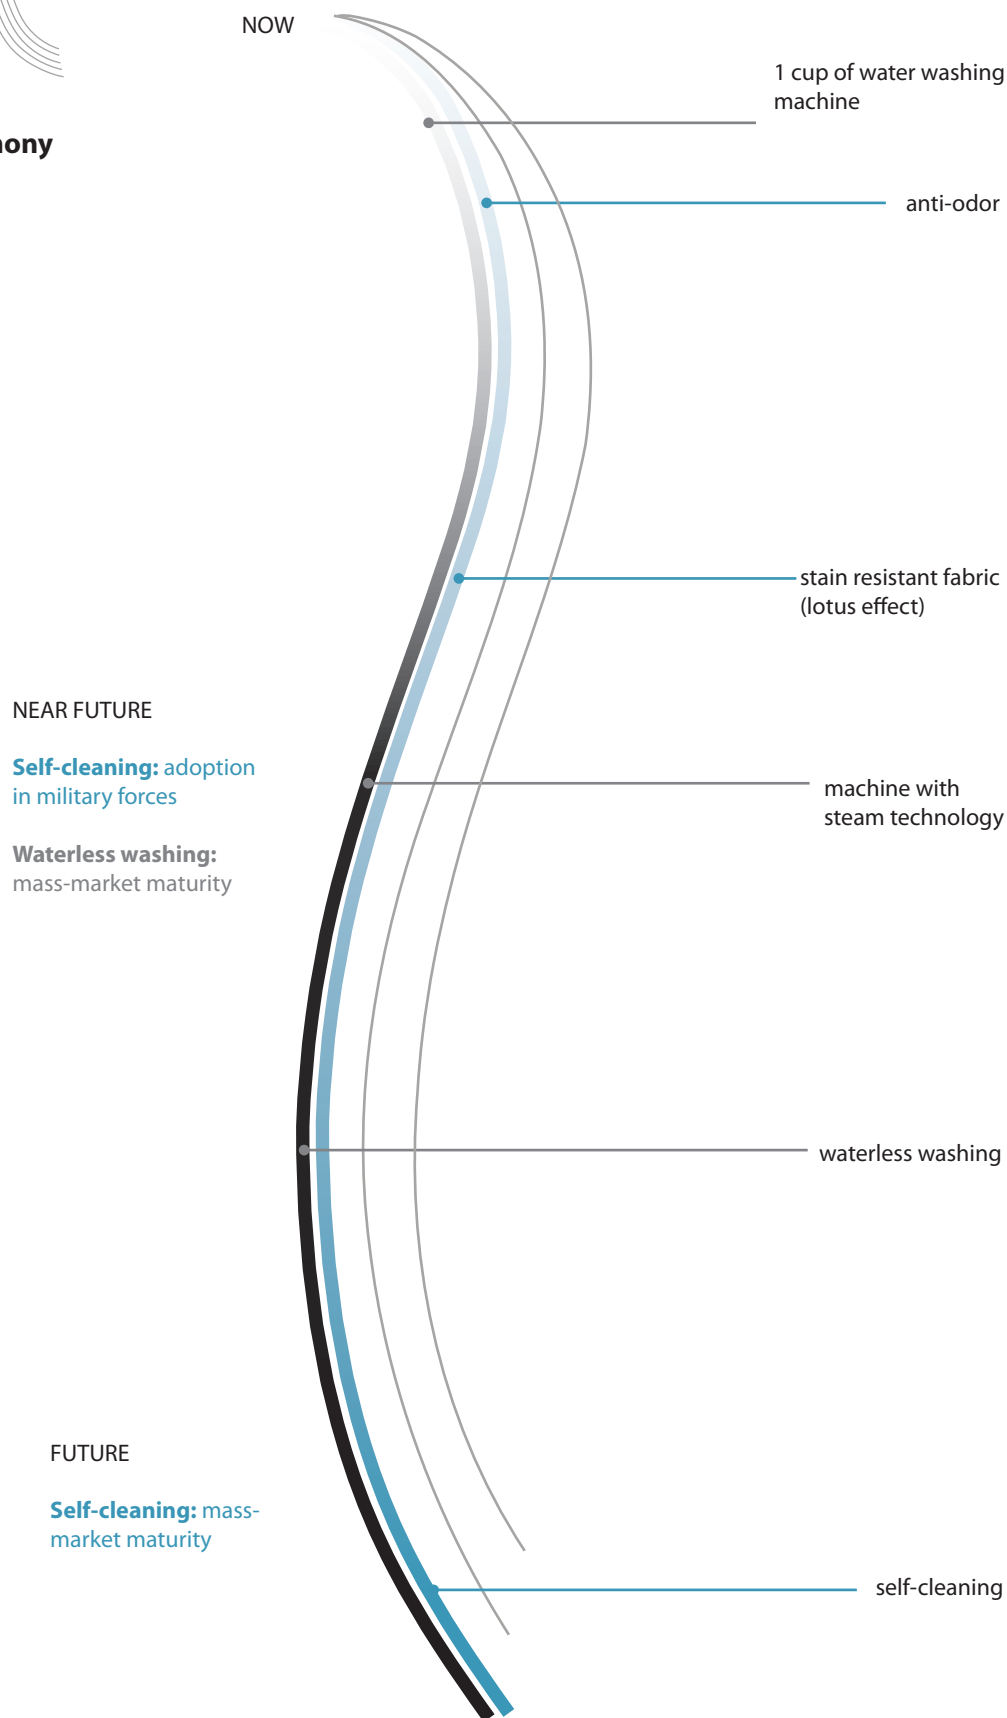 NOW
1 cup of water washing
machine
anti-odor
stain resistant fabric
(lotus effect)
NEAR FUTURE
Self-cleaning: adoption
in military forces
Waterless washing:
mass-market maturity
machine with
steam technology
waterless washing
FUTURE
Self-cleaning: mass-
market maturity
self-cleaning